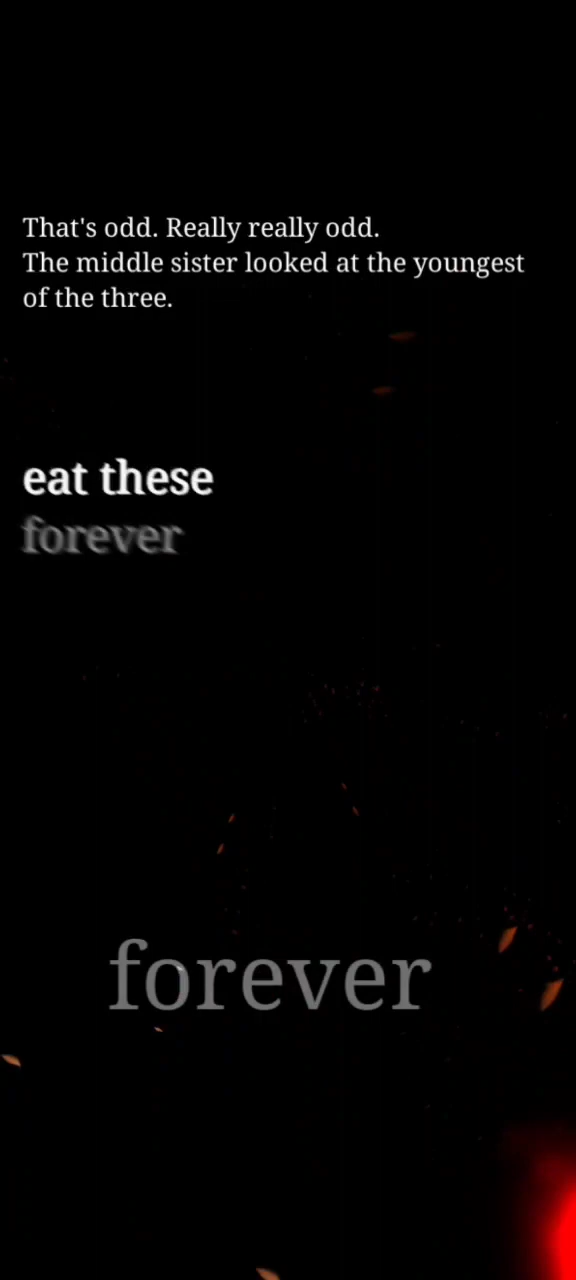 That's odd. Really really odd.
The middle sister looked at the youngest
of the three.
eat these
forever
forever